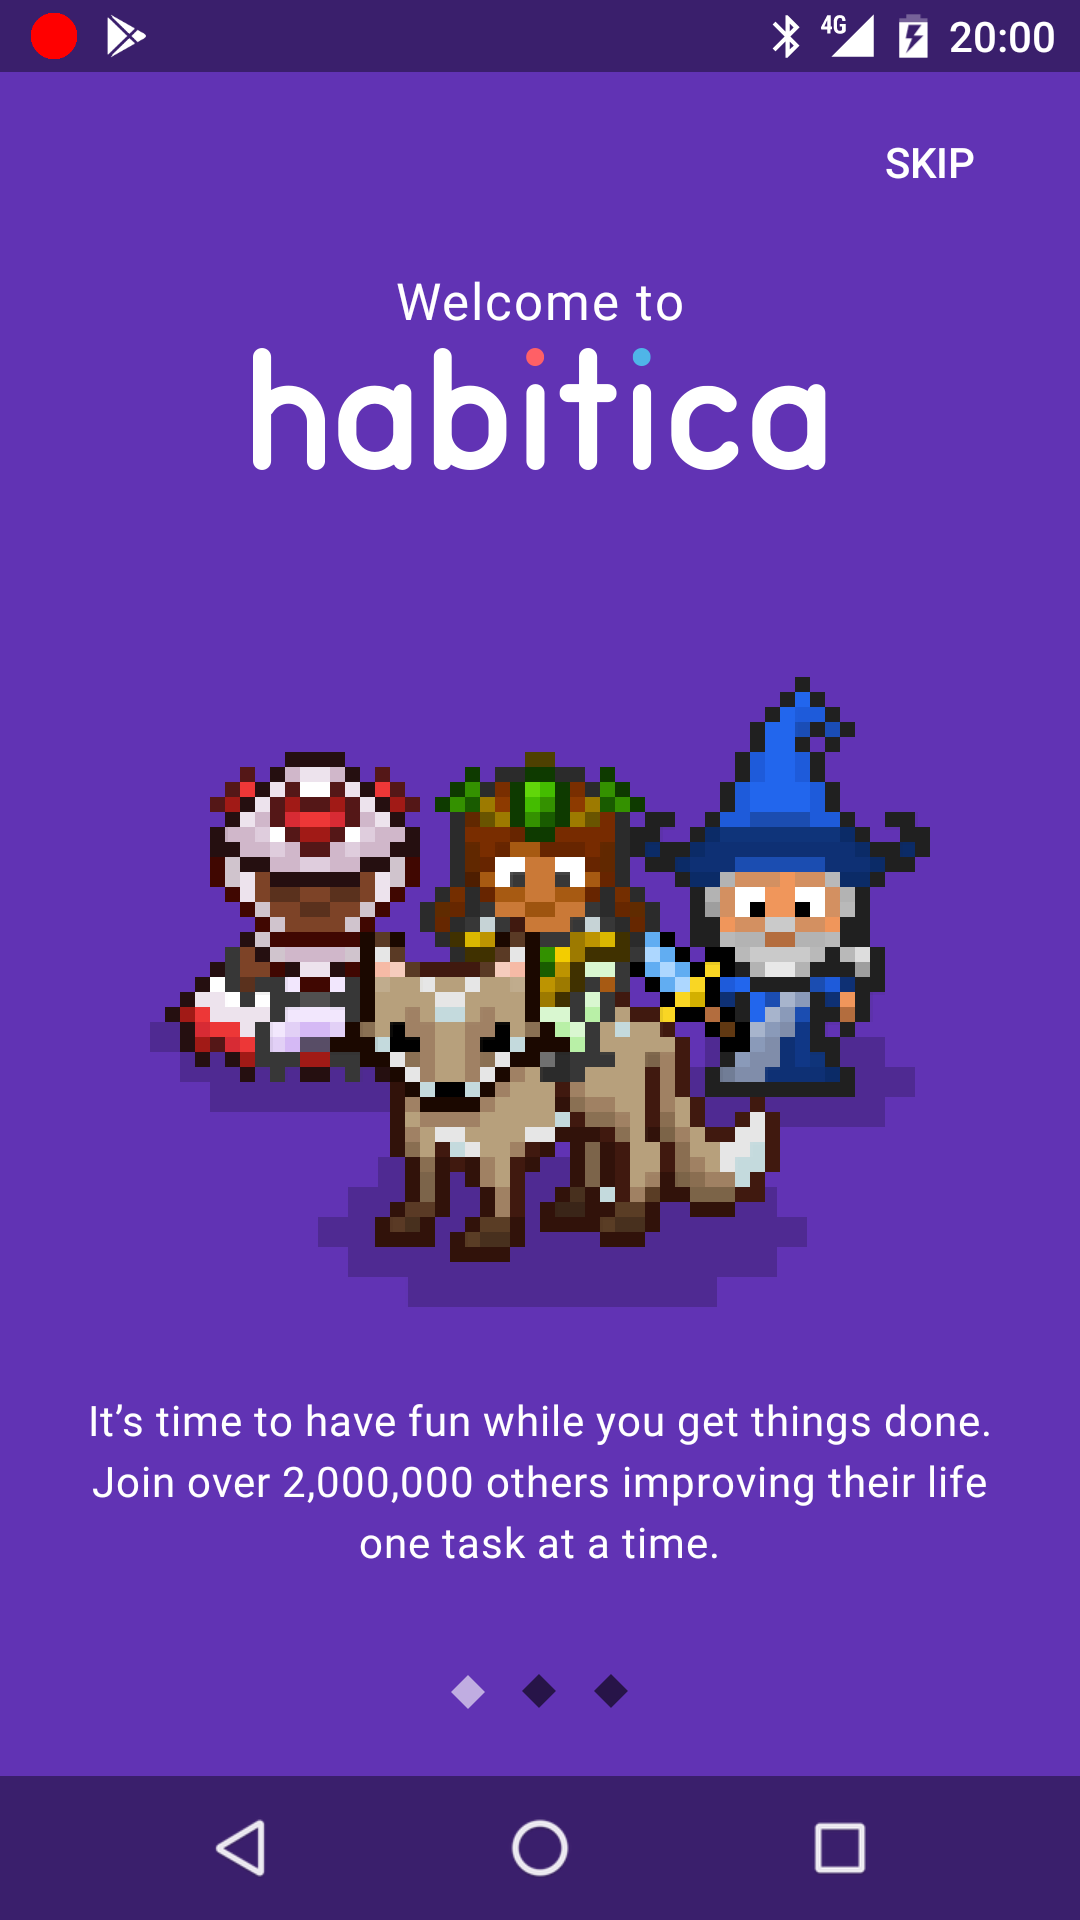 4G 20:00
SKIP
Welcome to
habitica
It’s time to have fun while you get things done.
Join over 2,000,000 others improving their life
one task at a time.